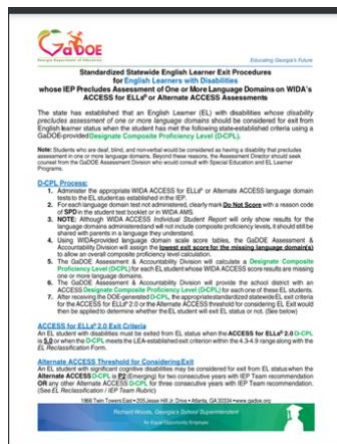 GaDOE
Georgia Department of Education
Educating Georgia's Future
Standardized Statewide English Learner Exit Procedures
for English Learners with Disabilities
whose IEP Precludes Assessment of One or More Language Domains on WIDA's
ACCESS for ELLs® or Alternate ACCESS Assessments
The state has established that an English Learner (EL) with disabilities whose disability
precludes assessment of one or more language domains should be considered for exit from
English learner status when the student has met the following state-established criteria using a
GaDOE-provided Designate Composite Proficiency Level (D-CPL).
Note: Students who are deaf, blind, and non-verbal would be considered as having a disability that precludes
assessment in one or more language domains. Beyond these reasons, the Assessment Director should seek
counsel from the GaDOE Assessment Division who would consult with Special Education and EL Learner
Programs.
D-CPL Process:
1. Administer the appropriate WIDA ACCESS for ELLs® or Alternate ACCESS language domain
tests to the EL student as established in the IEP.
2. For each language domain test not administered, clearly mark Do Not Score with a reason code
of SPD in the student test booklet or in WIDA AMS.
3. NOTE: Although WIDA ACCESS Individual Student Report will only show results for the
language domains administered and will not include composite proficiency levels, it should still be
shared with parents in a language they understand.
4. Using WIDA-provided language domain scale score tables, the GaDOE Assessment &
Accountability Division will assign the lowest exit score for the missing language domain(s)
to allow an overall composite proficiency level calculation.
5. The GaDOE Assessment & Accountability Division will calculate a Designate Composite
Proficiency Level (D-CPL) for each EL student whose WIDA ACCESS score results are missing
one or more language domains.
6. The GaDOE Assessment & Accountability Division will provide the school district with an
ACCESS Designate Composite Proficiency Level (D-CPL) for each one of these EL students.
7. After receiving the DOE-generated D-CPL, the appropriate standardized statewide EL exit criteria
for the ACCESS for ELLs® 2.0 or the Alternate ACCESS threshold for considering EL Exit would
then be applied to determine whether the EL student will exit EL status or not. (See below)
ACCESS for ELLs® 2.0 Exit Criteria
An EL student with disabilities must be exited from EL status when the ACCESS for ELLs® 2.0 D-CPL
is 5.0 or when the D-CPL meets the LEA-established exit criterion within the 4.3-4.9 range along with the
EL Reclassification Form.
Alternate ACCESS Threshold for Considering Exit
An EL student with significant cognitive disabilities may be considered for exit from EL status when the
Alternate ACCESS D-CPL is P2 (Emerging) for two consecutive years with IEP Team recommendation
OR any other Alternate ACCESS D-CPL for three consecutive years with IEP Team recommendation.
(See EL Reclassification / IEP Team Rubric)
1866 Twin Towers East • 205 Jesse Hill Jr. Drive • Atlanta, GA 30334 • www.gadoe.org
Richard Woods, Georgia's School Superintendent
An Equal Opportunity Employer